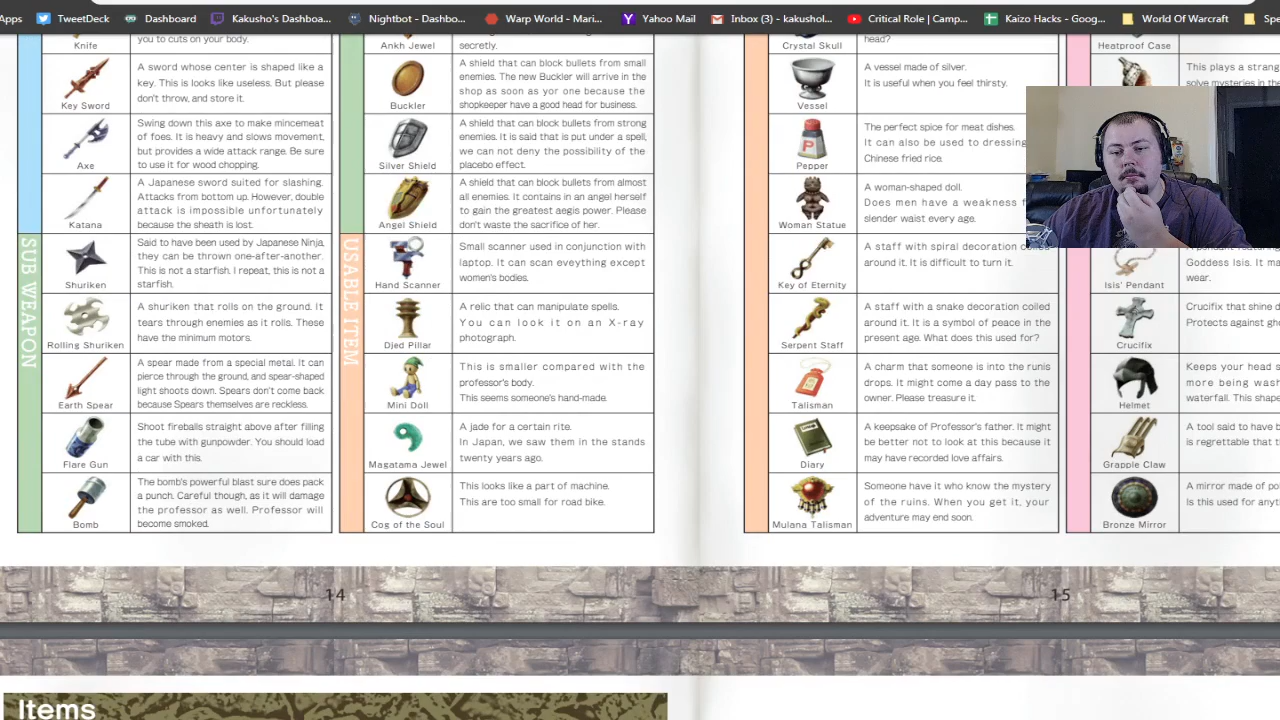 Apps
TweetDeck
Dashboard
Kakusho's Dashboa...
Nightbot - Dashbo...
Warp World - Mari...
Yahoo Mail
Inbox (3) - kakushol...
Critical Role | Camp...
Kaizo Hacks - Goog...
World Of Warcraft
Spe
Knife
you to cuts on your body.
Key Sword
A sword whose center is shaped like a
key. This is looks like useless. But please
don't throw, and store it.
Axe
Swing down this axe to make mincemeat
of foes. It is heavy and slows movement,
but provides a wide attack range. Be sure
to use it for wood chopping.
Katana
A Japanese sword suited for slashing.
Attacks from bottom up. However, double
attack is impossible unfortunately
because the sheath is lost.
SUB WEAPON
Shuriken
Said to have been used by Japanese Ninja,
they can be thrown one-after-another.
This is not a starfish. I repeat, this is not a
starfish.
Rolling Shuriken
A shuriken that rolls on the ground. It
tears through enemies as it rolls. These
have the minimum motors.
Earth Spear
A spear made from a special metal. It can
pierce through the ground, and spear-shaped
light shoots down. Spears don't come back
because Spears themselves are reckless.
Flare Gun
Shoot fireballs straight above after filling
the tube with gunpowder. You should load
a car with this.
Bomb
The bomb's powerful blast sure does pack
a punch. Careful though, as it will damage
the professor as well. Professor will
become smoked.
Ankh Jewel
secretly.
Buckler
A shield that can block bullets from small
enemies. The new Buckler will arrive in the
shop as soon as yor one because the
shopkeeper have a good head for business.
Silver Shield
A shield that can block bullets from strong
enemies. It is said that is put under a spell,
we can not deny the possibility of the
placebo effect.
Angel Shield
A shield that can block bullets from almost
all enemies. It contains in an angel herself
to gain the greatest aegis power. Please
don't waste the sacrifice of her.
USABLE ITEM
Hand Scanner
Small scanner used in conjunction with
laptop. It can scan eveything except
women's bodies.
Djed Pillar
A relic that can manipulate spells.
You can look it on an X-ray
photograph.
Mini Doll
This is smaller compared with the
professor's body.
This seems someone's hand-made.
Magatama Jewel
A jade for a certain rite.
In Japan, we saw them in the stands
twenty years ago.
Cog of the Soul
This looks like a part of machine.
This are too small for road bike.
14
Crystal Skull
head?
Vessel
A vessel made of silver.
It is useful when you feel thirsty.
Pepper
P
The perfect spice for meat dishes.
It can also be used to dressing
Chinese fried rice.
Woman Statue
A woman-shaped doll.
Does men have a weakness f
slender waist every age.
Key of Eternity
A staff with spiral decoration coiled
around it. It is difficult to turn it.
Serpent Staff
A staff with a snake decoration coiled
around it. It is a symbol of peace in the
present age. What does this used for?
Talisman
A charm that someone is into the runis
drops. It might come a day pass to the
owner. Please treasure it.
Diary
A keepsake of Professor's father. It might
be better not to look at this because it
may have recorded love affairs.
Mulana Talisman
Someone have it who know the mystery
of the ruins. When you get it, your
adventure may end soon.
Heatproof Case
This plays a strang
solve mysteries in the
Isis' Pendant
Goddess Isis. It ma
wear.
Crucifix
Crucifix that shine d
Protects against gh
Helmet
Keeps your head s
more being wash
waterfall. This shape
Grapple Claw
A tool said to have b
is regrettable that t
Bronze Mirror
A mirror made of po
Is this used for anyt
15
Items